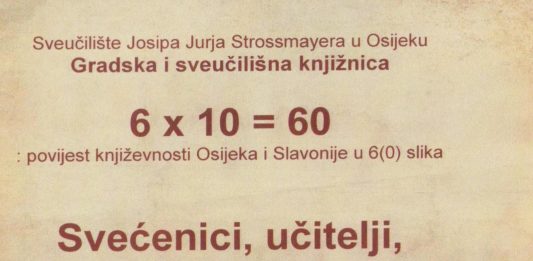 Sveučilište Josipa Jurja Strossmayera u Osijeku
Gradska i sveučilišna knjižnica
6 x 10 = 60
: povijest književnosti Osijeka i Slavonije u 6(0) slika
Svećenici, učitelji,